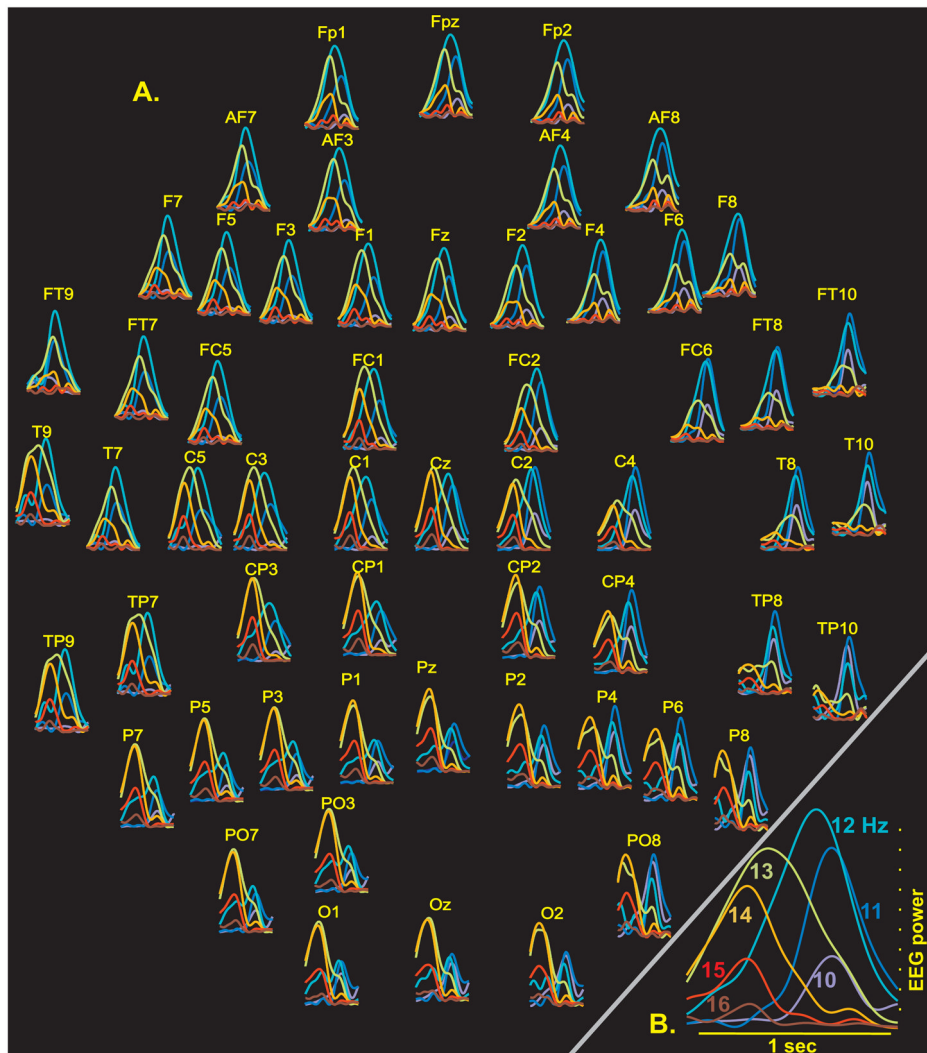 Fp1 Fpz Fp2
A.
AF7 AF3 AF4 AF8
F7 F5 F3 F1 Fz F2 F4 F6 F8
FT9 FT7 FC5 FC1 FC2 FC6 FT8 FT10
T9 T7 C5 C3 C1 Cz C2 C4 T8 T10
CP3 CP1 CP2 CP4
TP9 TP7 TP8 TP10
P7 P5 P3 P1 Pz P2 P4 P6 P8
PO7 PO3 PO8
O1 Oz O2
12 Hz
13
14
11
15
10
16
EEG power
B.
1 sec